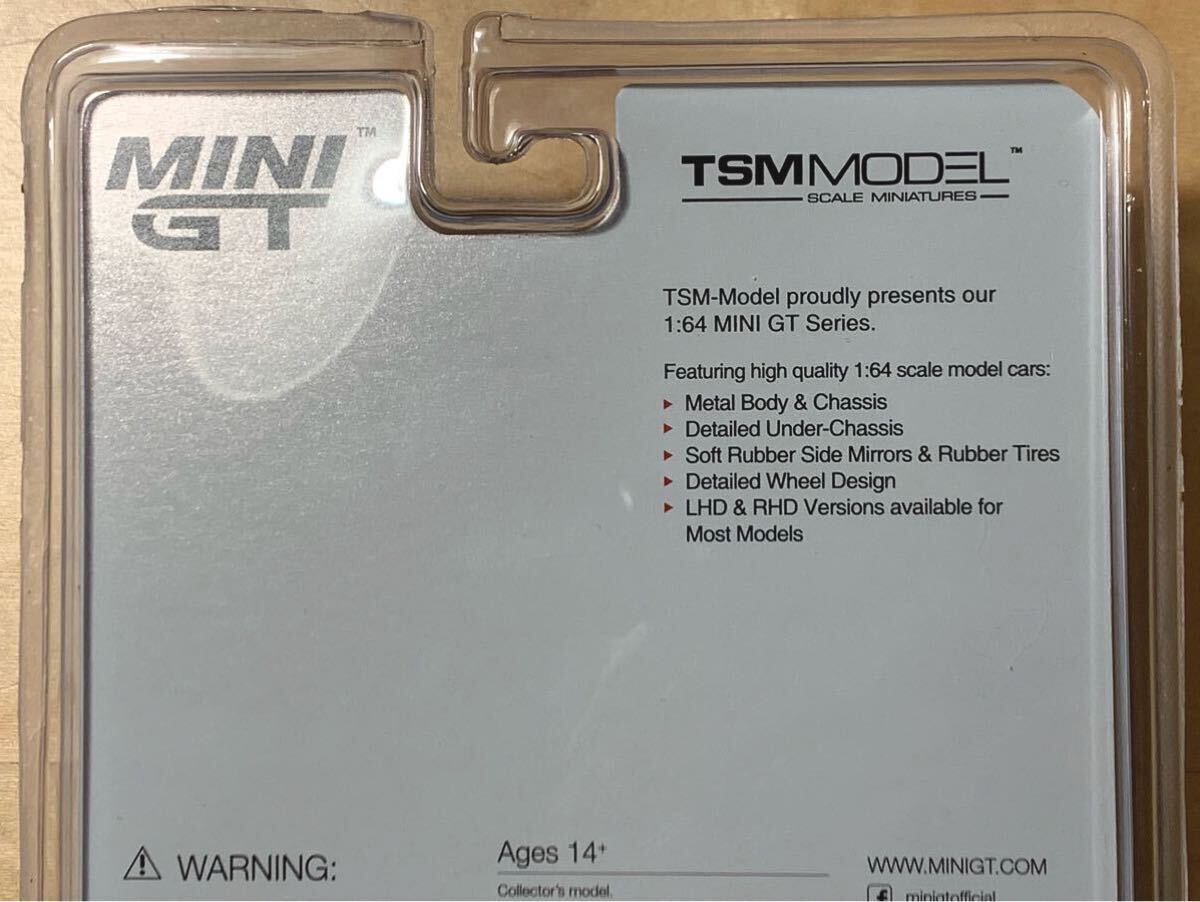 MINI™
GT
TSMMODEL™
SCALE MINIATURES
TSM-Model proudly presents our
1:64 MINI GT Series.
Featuring high quality 1:64 scale model cars:
▸ Metal Body & Chassis
▸ Detailed Under-Chassis
▸ Soft Rubber Side Mirrors & Rubber Tires
▸ Detailed Wheel Design
▸ LHD & RHD Versions available for
Most Models
⚠ WARNING:
Ages 14+
Collector's model.
WWW.MINIGT.COM
minigtofficial